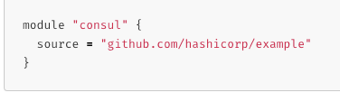 module "consul" {
  source = "github.com/hashicorp/example"
}